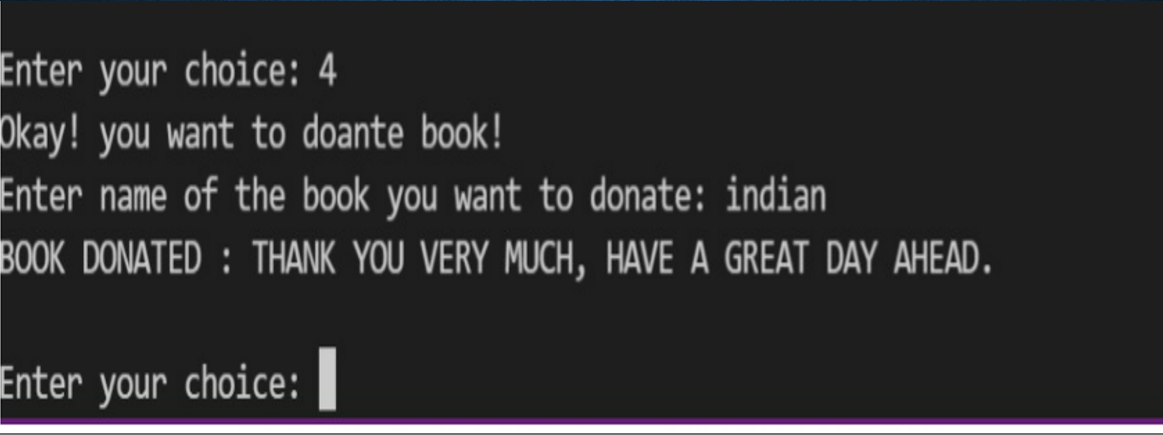 Enter your choice: 4
Okay! you want to doante book!
Enter name of the book you want to donate: indian
BOOK DONATED : THANK YOU VERY MUCH, HAVE A GREAT DAY AHEAD.
Enter your choice: